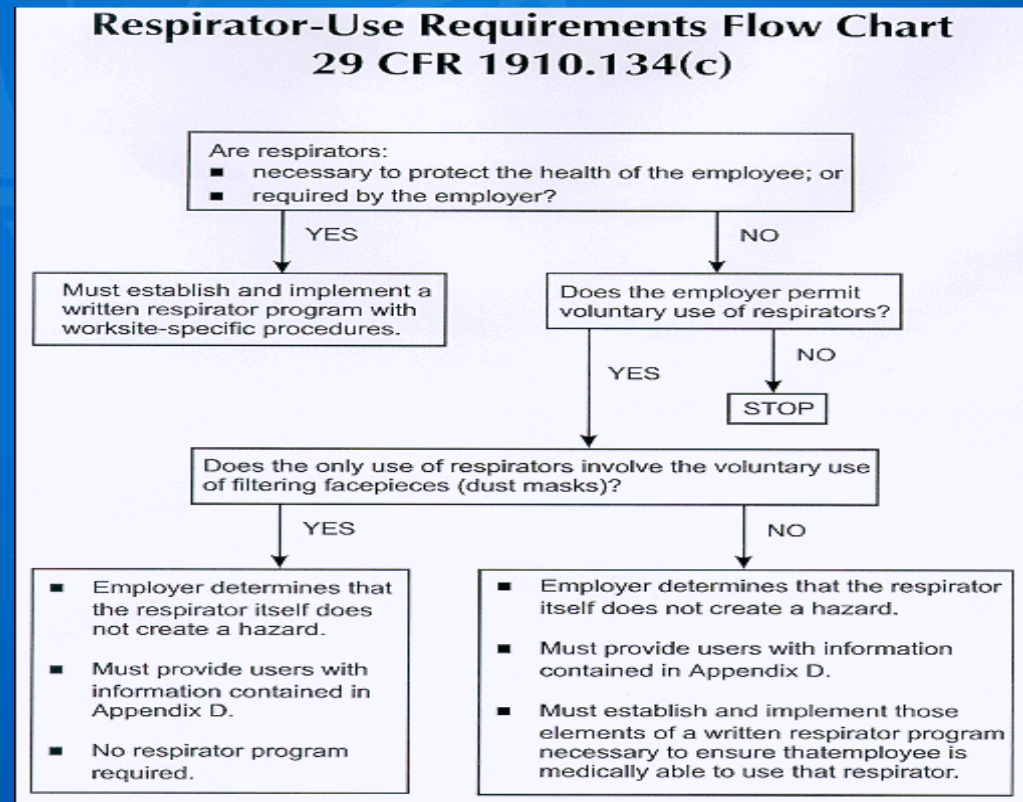 Respirator-Use Requirements Flow Chart
29 CFR 1910.134(c)
Are respirators:
■ necessary to protect the health of the employee; or
■ required by the employer?
YES
NO
Must establish and implement a
written respirator program with
worksite-specific procedures.
Does the employer permit
voluntary use of respirators?
YES
NO
STOP
Does the only use of respirators involve the voluntary use
of filtering facepieces (dust masks)?
YES
NO
■ Employer determines that
the respirator itself does
not create a hazard.
■ Must provide users with
information contained in
Appendix D.
■ No respirator program
required.
■ Employer determines that the respirator
itself does not create a hazard.
■ Must provide users with information
contained in Appendix D.
■ Must establish and implement those
elements of a written respirator program
necessary to ensure thatemployee is
medically able to use that respirator.